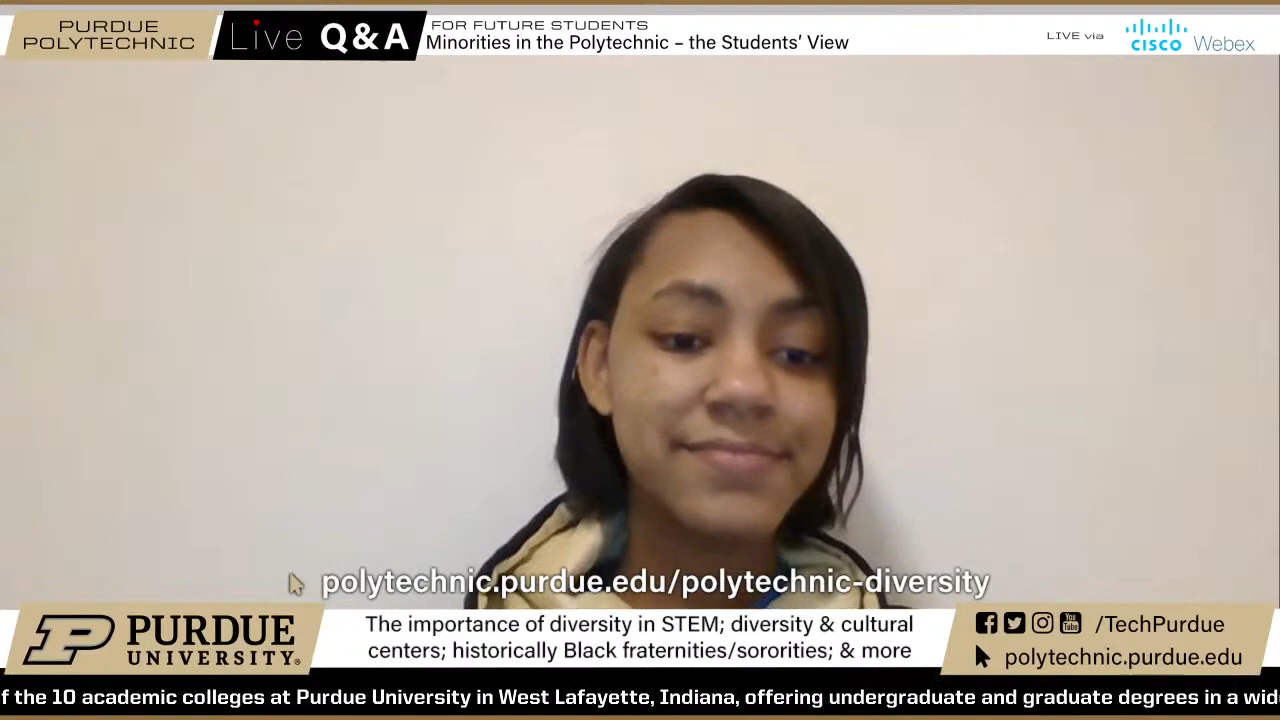 PURDUE
POLYTECHNIC
Live Q&A
FOR FUTURE STUDENTS
Minorities in the Polytechnic – the Students' View
LIVE via
CISCO Webex
polytechnic.purdue.edu/polytechnic-diversity
P PURDUE
UNIVERSITY®
The importance of diversity in STEM; diversity & cultural
centers; historically Black fraternities/sororities; & more
You Tube /TechPurdue
polytechnic.purdue.edu
f the 10 academic colleges at Purdue University in West Lafayette, Indiana, offering undergraduate and graduate degrees in a wid